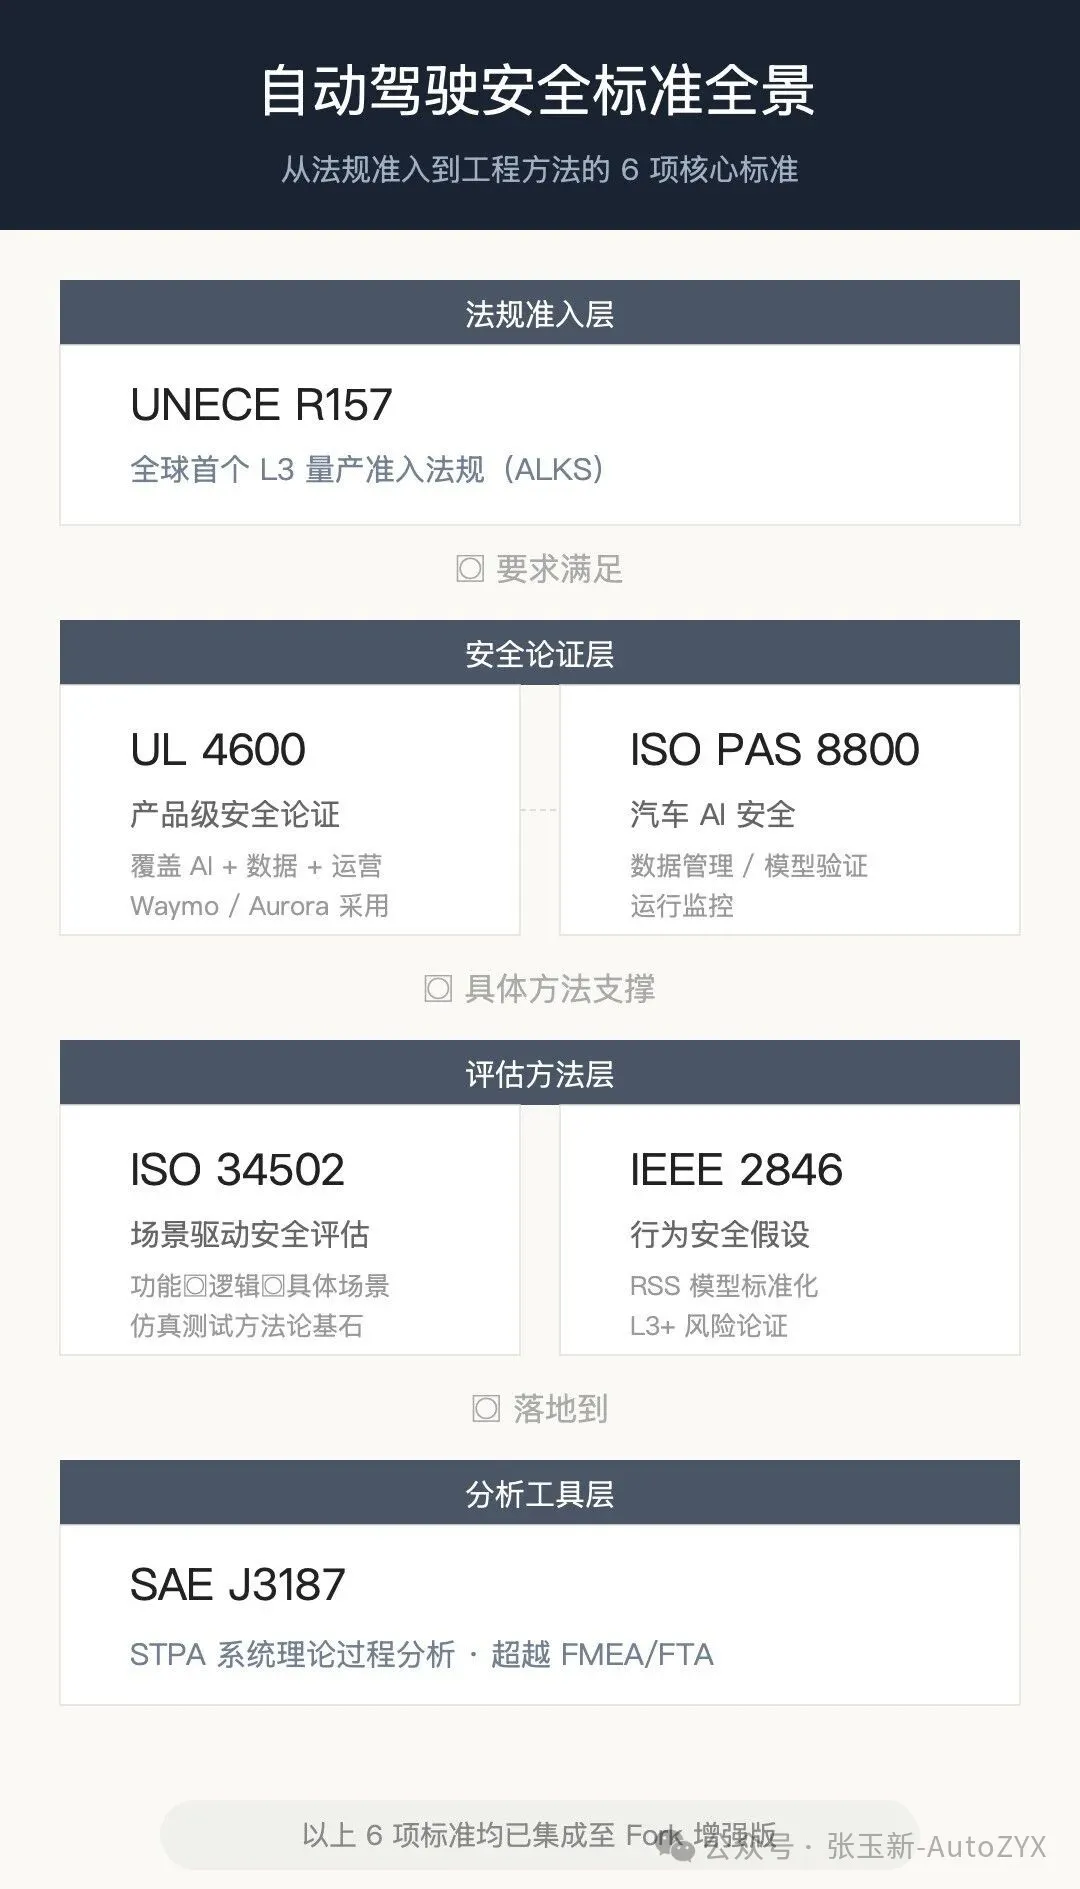 自动驾驶安全标准全景
从法规准入到工程方法的 6 项核心标准
法规准入层
UNECE R157
全球首个 L3 量产准入法规（ALKS）
要求满足
安全论证层
UL 4600
产品级安全论证
覆盖 AI + 数据 + 运营
Waymo / Aurora 采用
ISO PAS 8800
汽车 AI 安全
数据管理 / 模型验证
运行监控
具体方法支撑
评估方法层
ISO 34502
场景驱动安全评估
功能〇逻辑〇具体场景
仿真测试方法论基石
IEEE 2846
行为安全假设
RSS 模型标准化
L3+ 风险论证
落地到
分析工具层
SAE J3187
STPA 系统理论过程分析 · 超越 FMEA/FTA
以上 6 项标准均已集成至 Fork 增强版
公众号 · 张玉新-AutoZYX